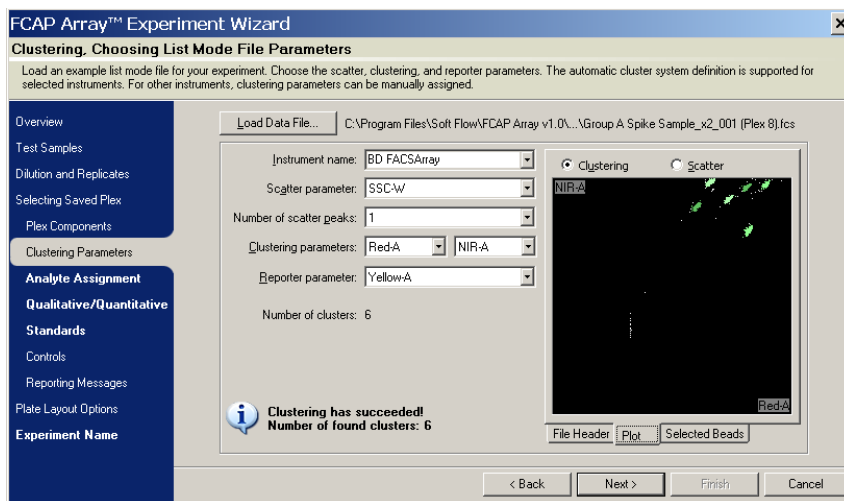 FCAP Array™ Experiment Wizard
Clustering, Choosing List Mode File Parameters
Load an example list mode file for your experiment. Choose the scatter, clustering, and reporter parameters. The automatic cluster system definition is supported for
selected instruments. For other instruments, clustering parameters can be manually assigned.
Overview
Test Samples
Dilution and Replicates
Selecting Saved Plex
Plex Components
Clustering Parameters
Analyte Assignment
Qualitative/Quantitative
Standards
Controls
Reporting Messages
Plate Layout Options
Experiment Name
Load Data File... C:\Program Files\Soft Flow\FCAP Array v1.0\...\Group A Spike Sample_x2_001 (Plex 8).fcs
Instrument name: BD FACSArray
Scatter parameter: SSC-W
Number of scatter peaks: 1
Clustering parameters: Red-A NIR-A
Reporter parameter: Yellow-A
Number of clusters: 6
Clustering has succeeded!
Number of found clusters: 6
Clustering Scatter
NIR-A
Red-A
File Header Plot Selected Beads
< Back Next > Finish Cancel